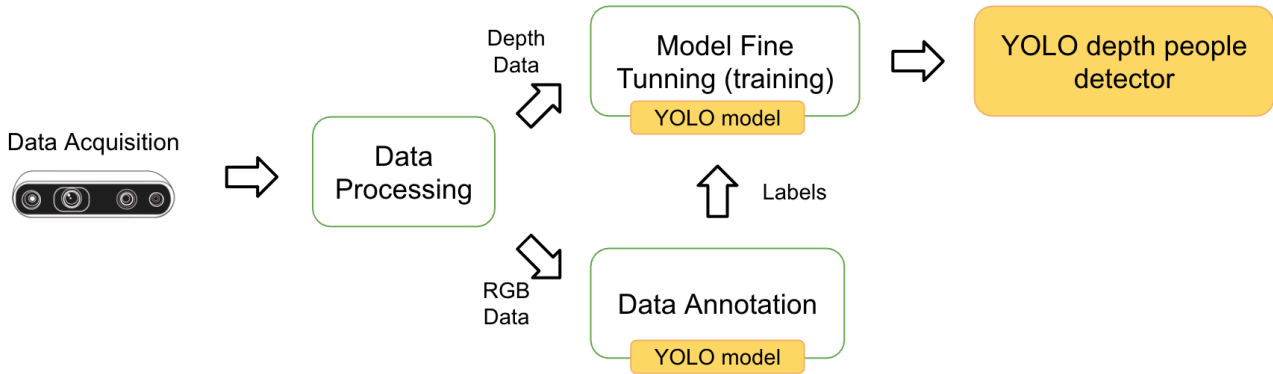 Data Acquisition
Data
Processing
Depth
Data
RGB
Data
Model Fine
Tunning (training)
YOLO model
Labels
Data Annotation
YOLO model
YOLO depth people
detector